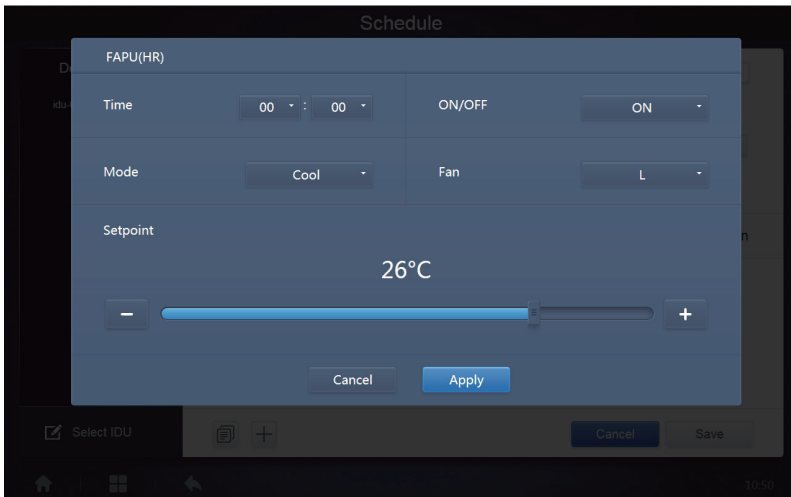 Schedule
FAPU(HR)
Time 00 : 00 ON/OFF ON
Mode Cool Fan L
Setpoint
26°C
Cancel Apply
Select IDU Cancel Save
10:50